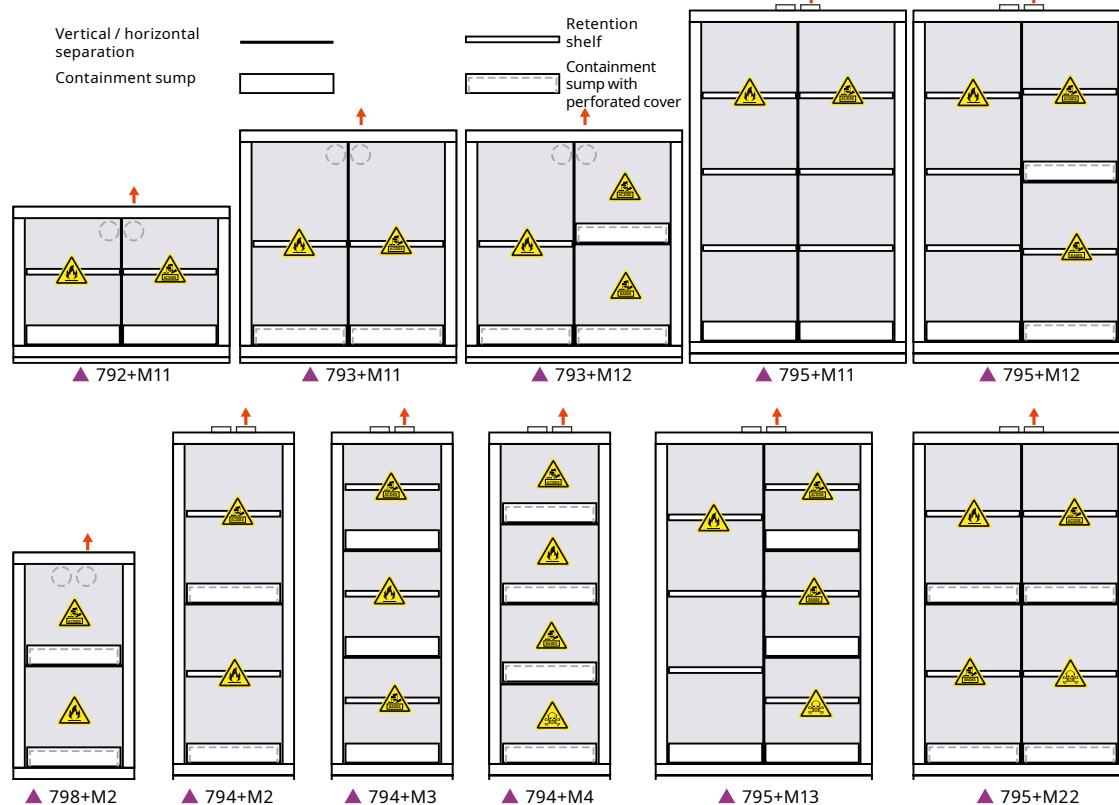 Vertical / horizontal
separation
Containment sump
Retention
shelf
Containment
sump with
perforated cover
792+M11
793+M11
793+M12
795+M11
795+M12
798+M2
794+M2
794+M3
794+M4
795+M13
795+M22